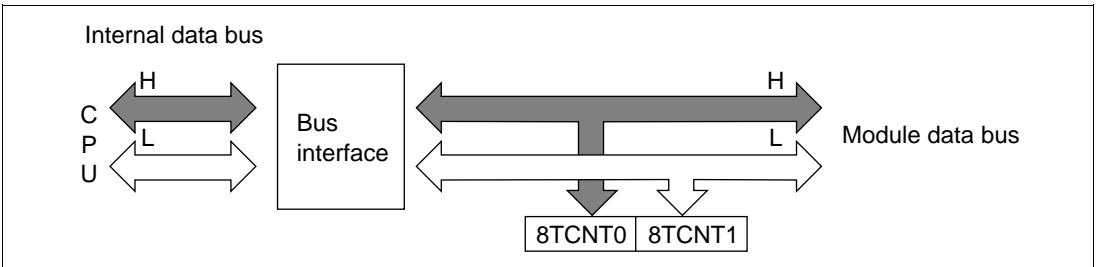 Internal data bus
H
H
C
P
U
L
Bus
interface
L
Module data bus
8TCNT0
8TCNT1